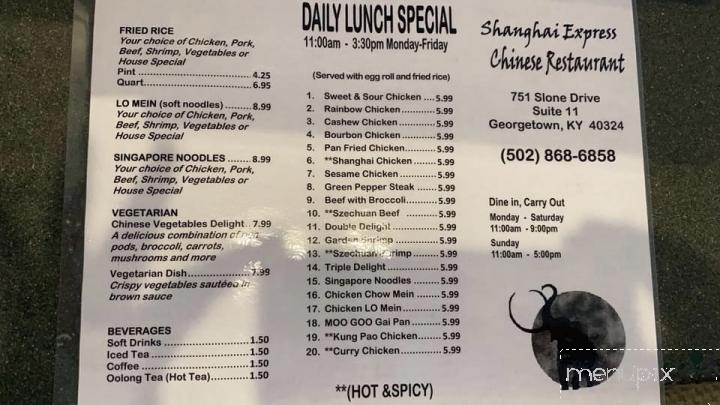 FRIED RICE
Your choice of Chicken, Pork,
Beef, Shrimp, Vegetables or
House Special
Pint 4.25
Quart 6.95
LO MEIN (soft noodles) 8.99
Your choice of Chicken, Pork,
Beef, Shrimp, Vegetables or
House Special
SINGAPORE NOODLES 8.99
Your choice of Chicken, Pork,
Beef, Shrimp, Vegetables or
House Special
VEGETARIAN
Chinese Vegetables Delight 7.99
A delicious combination of
pods, broccoli, carrots,
mushrooms and more
Vegetarian Dish 7.99
Crispy vegetables sautéed in
brown sauce
BEVERAGES
Soft Drinks 1.50
Iced Tea 1.50
Coffee 1.50
Oolong Tea (Hot Tea) 1.50
DAILY LUNCH SPECIAL
11:00am - 3:30pm Monday-Friday
(Served with egg roll and fried rice)
1. Sweet & Sour Chicken 5.99
2. Rainbow Chicken 5.99
3. Cashew Chicken 5.99
4. Bourbon Chicken 5.99
5. Pan Fried Chicken 5.99
6. **Shanghai Chicken 5.99
7. Sesame Chicken 5.99
8. Green Pepper Steak 5.99
9. Beef with Broccoli 5.99
10. **Szechuan Beef 5.99
11. Double Delight 5.99
12. Garden Shrimp 5.99
13. **Szechuan Shrimp 5.99
14. Triple Delight 5.99
15. Singapore Noodles 5.99
16. Chicken Chow Mein 5.99
17. Chicken LO Mein 5.99
18. MOO GOO Gai Pan 5.99
19. **Kung Pao Chicken 5.99
20. **Curry Chicken 5.99
**(HOT &SPICY)
Shanghai Express
Chinese Restaurant
751 Slone Drive
Suite 11
Georgetown, KY 40324
(502) 868-6858
Dine in, Carry Out
Monday - Saturday
11:00am - 9:00pm
Sunday
11:00am - 5:00pm
menupix